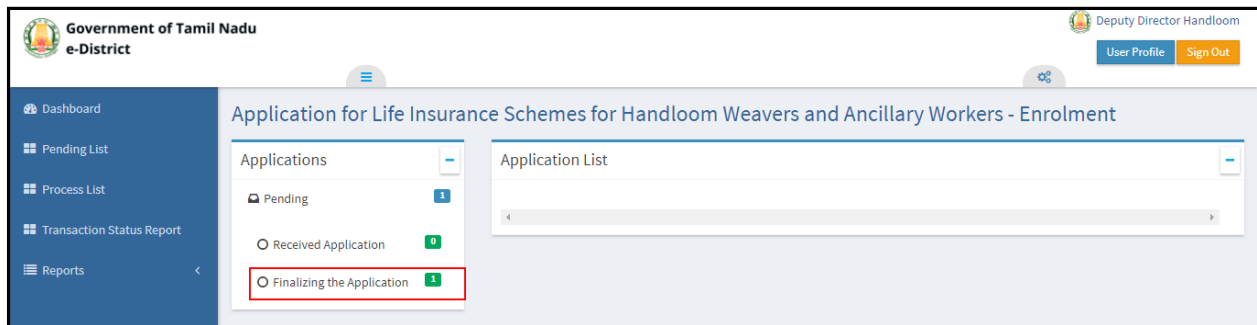 Government of Tamil Nadu
e-District
Deputy Director Handloom
User Profile
Sign Out
Dashboard
Pending List
Process List
Transaction Status Report
Reports
Application for Life Insurance Schemes for Handloom Weavers and Ancillary Workers - Enrolment
Applications
Pending 1
Received Application 0
Finalizing the Application 1
Application List